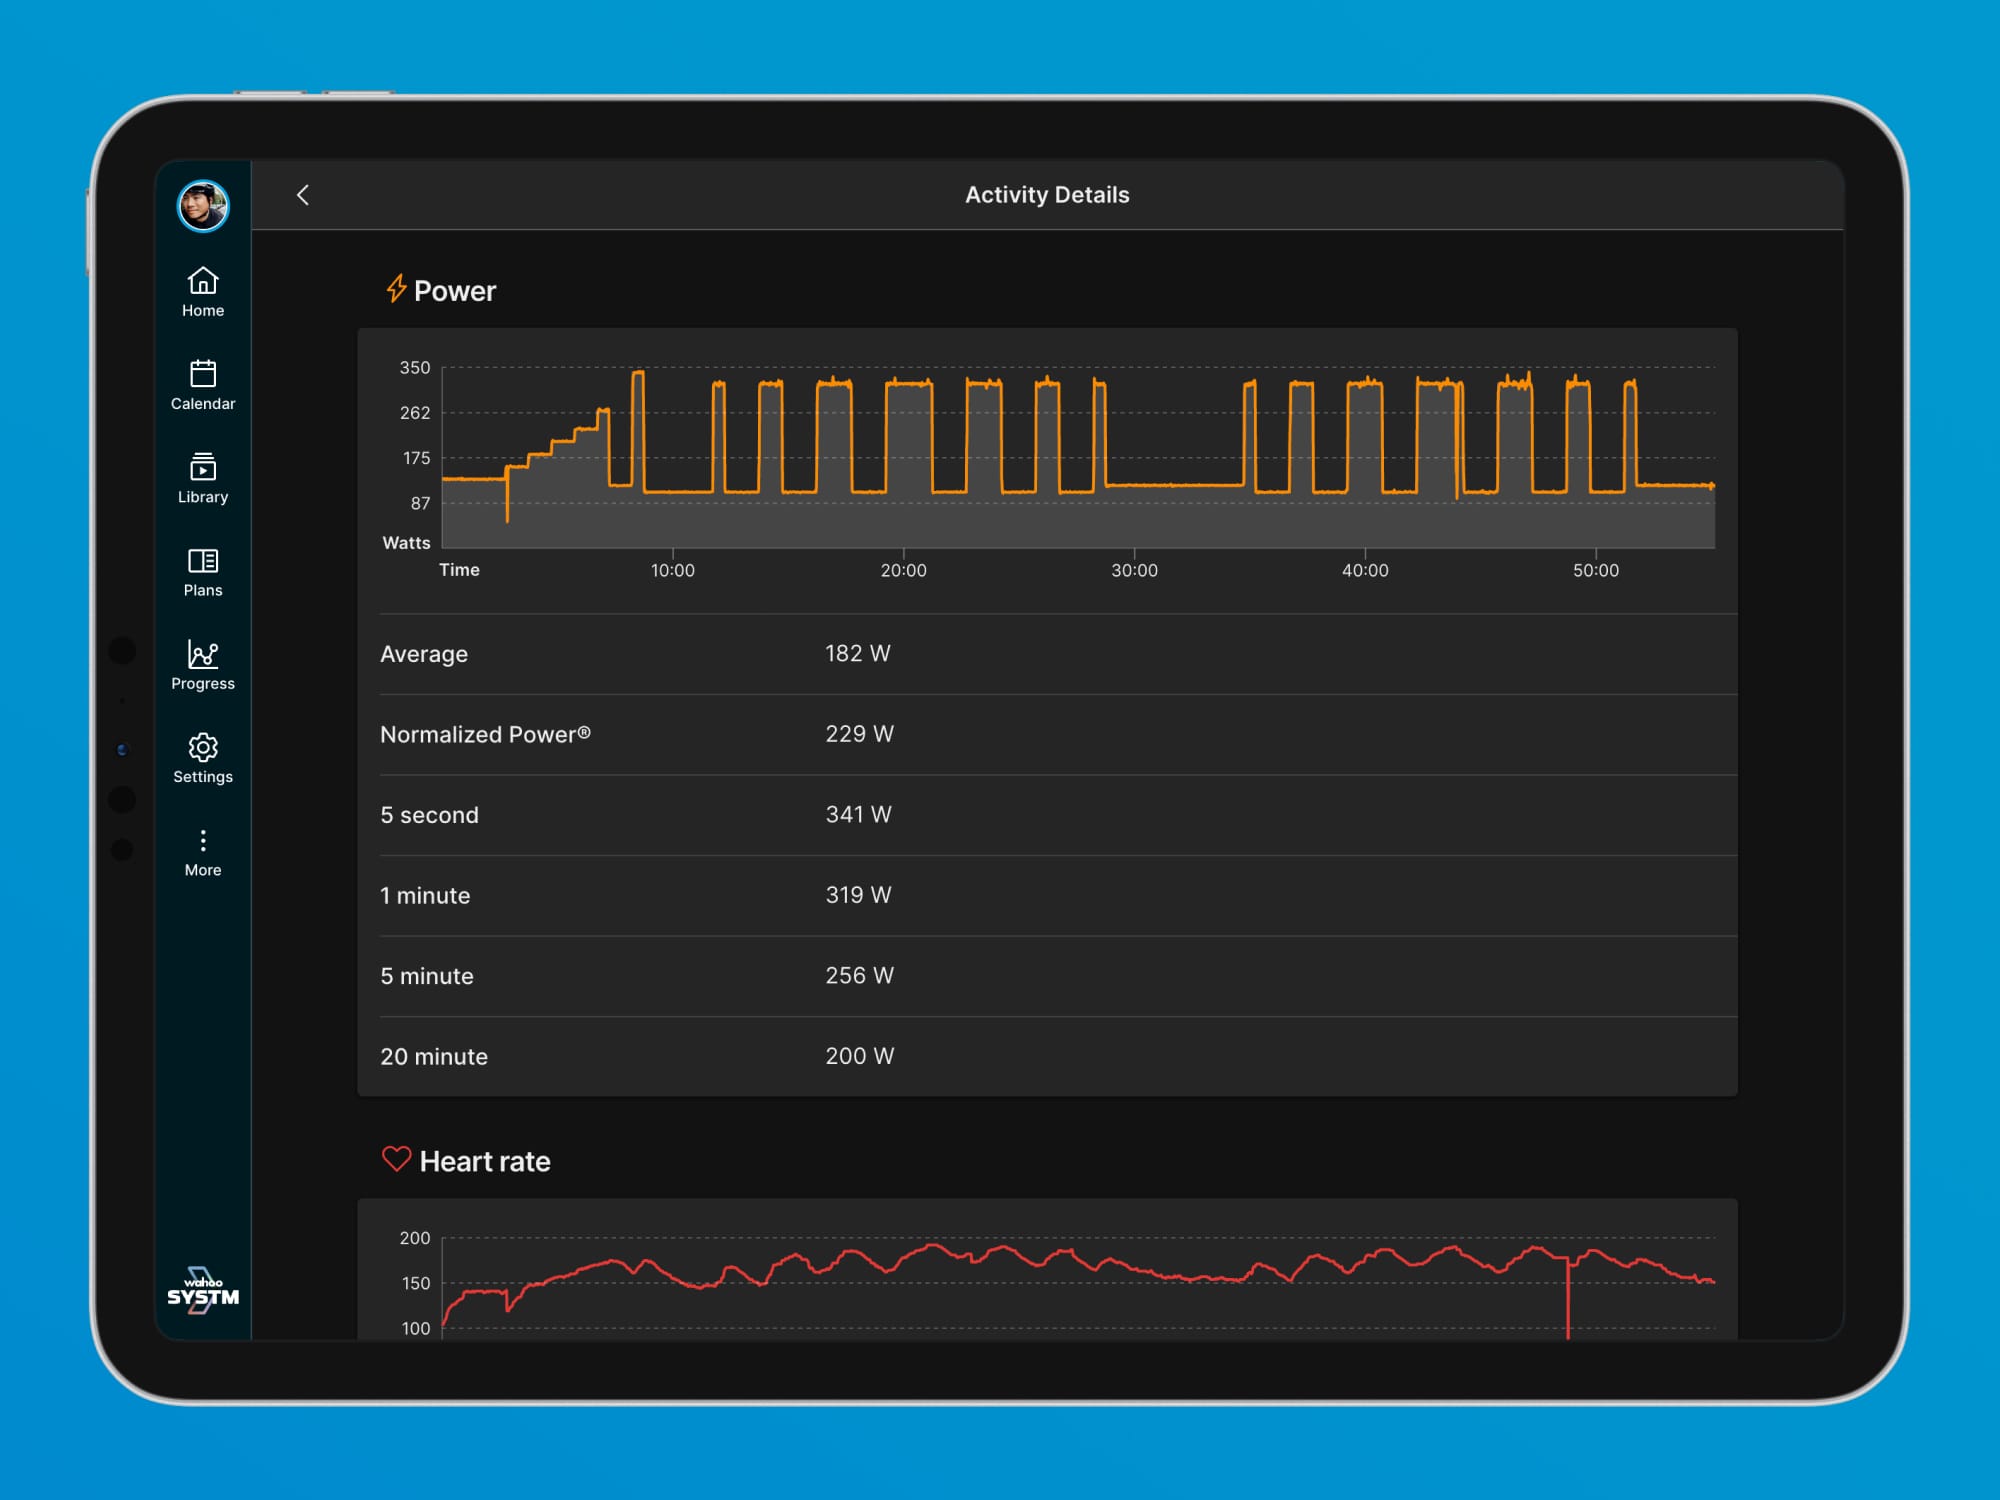 Activity Details
Home
Calendar
Library
Plans
Progress
Settings
More
wahoo
SYSTM
Power
350
262
175
87
Watts
Time 10:00 20:00 30:00 40:00 50:00
Average 182 W
Normalized Power® 229 W
5 second 341 W
1 minute 319 W
5 minute 256 W
20 minute 200 W
Heart rate
200
150
100